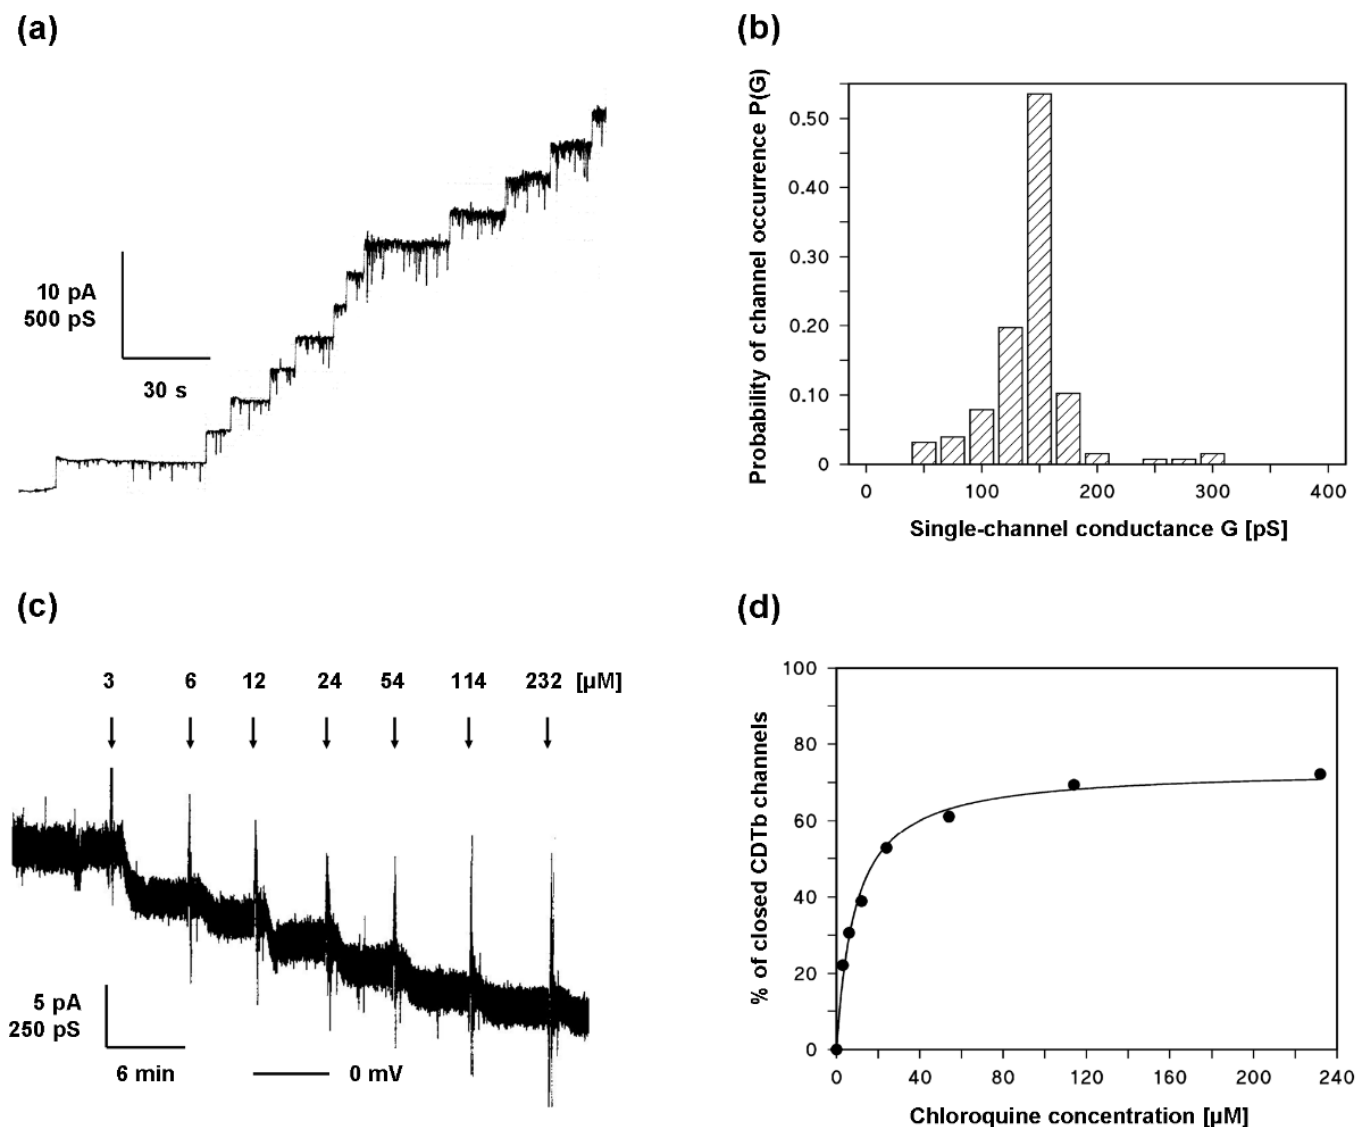 (a)
10 pA
500 pS
30 s
(b)
Probability of channel occurrence P(G)
0.50
0.40
0.30
0.20
0.10
0
0 100 200 300 400
Single-channel conductance G [pS]
(c)
3 6 12 24 54 114 232 [µM]
5 pA
250 pS
6 min
0 mV
(d)
% of closed CDTb channels
100
80
60
40
20
0
0 40 80 120 160 200 240
Chloroquine concentration [µM]